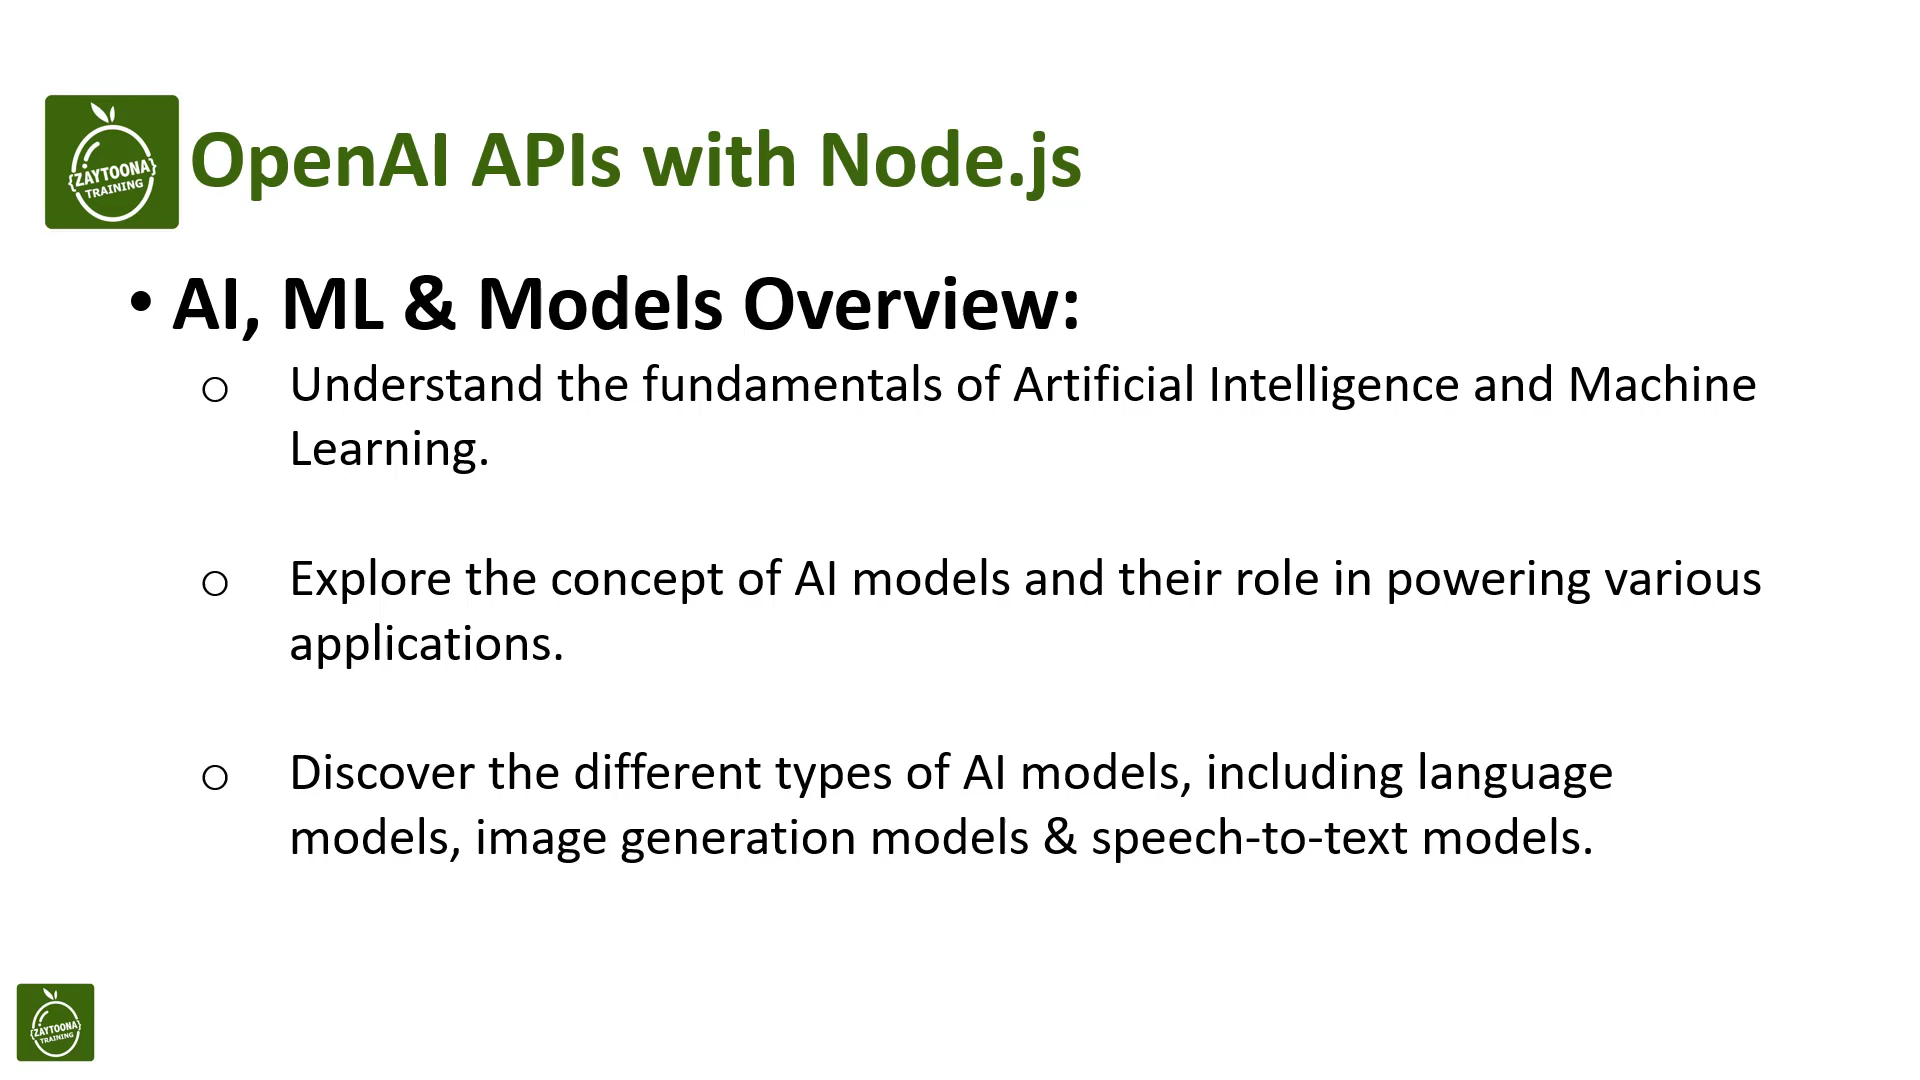 {ZAYTOONA}
TRAINING
OpenAI APIs with Node.js
• AI, ML & Models Overview:
o Understand the fundamentals of Artificial Intelligence and Machine
Learning.
o Explore the concept of AI models and their role in powering various
applications.
o Discover the different types of AI models, including language
models, image generation models & speech-to-text models.
{ZAYTOONA}
TRAINING